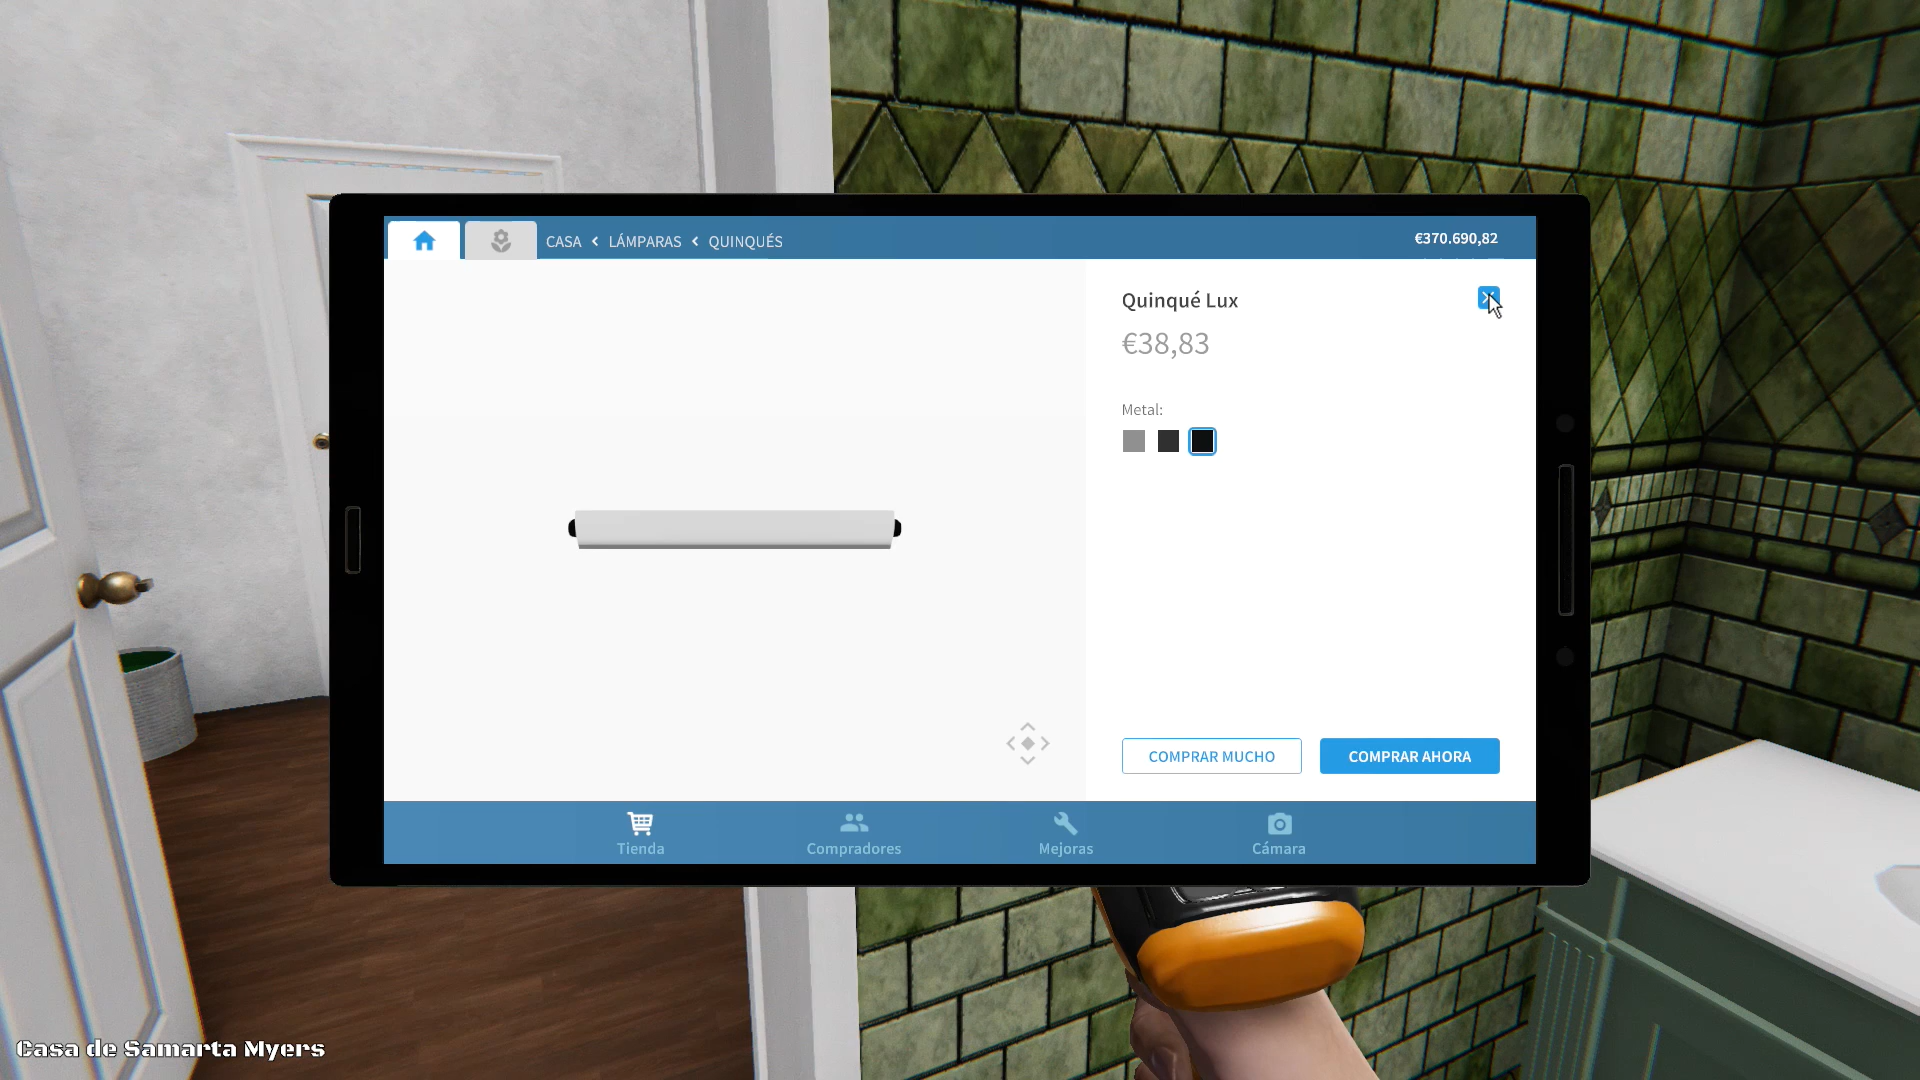 CASA < LÁMPARAS < QUINQUÉS
€370.690,82
Quinqué Lux
€38,83
Metal:
COMPRAR MUCHO
COMPRAR AHORA
Tienda
Compradores
Mejoras
Cámara
Casa de Samarta Myers